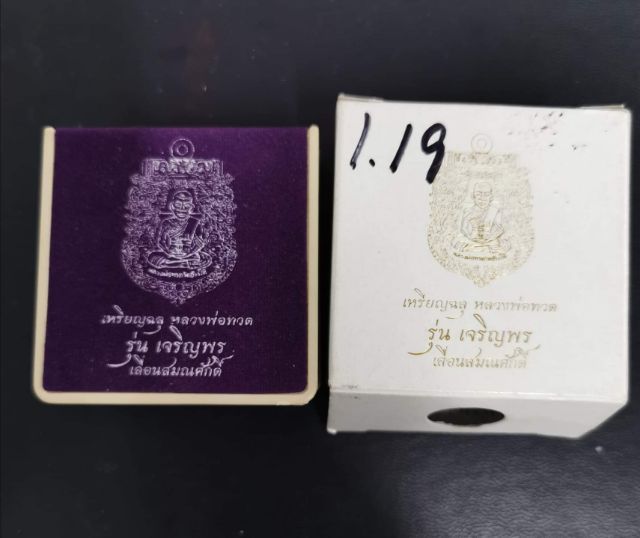 เหรียญฉลุ หลวงพ่อทวด
รุ่น เจริญพร
เลื่อนสมณศักดิ์
1.19
เหรียญฉลุ หลวงพ่อทวด
รุ่น เจริญพร
เลื่อนสมณศักดิ์